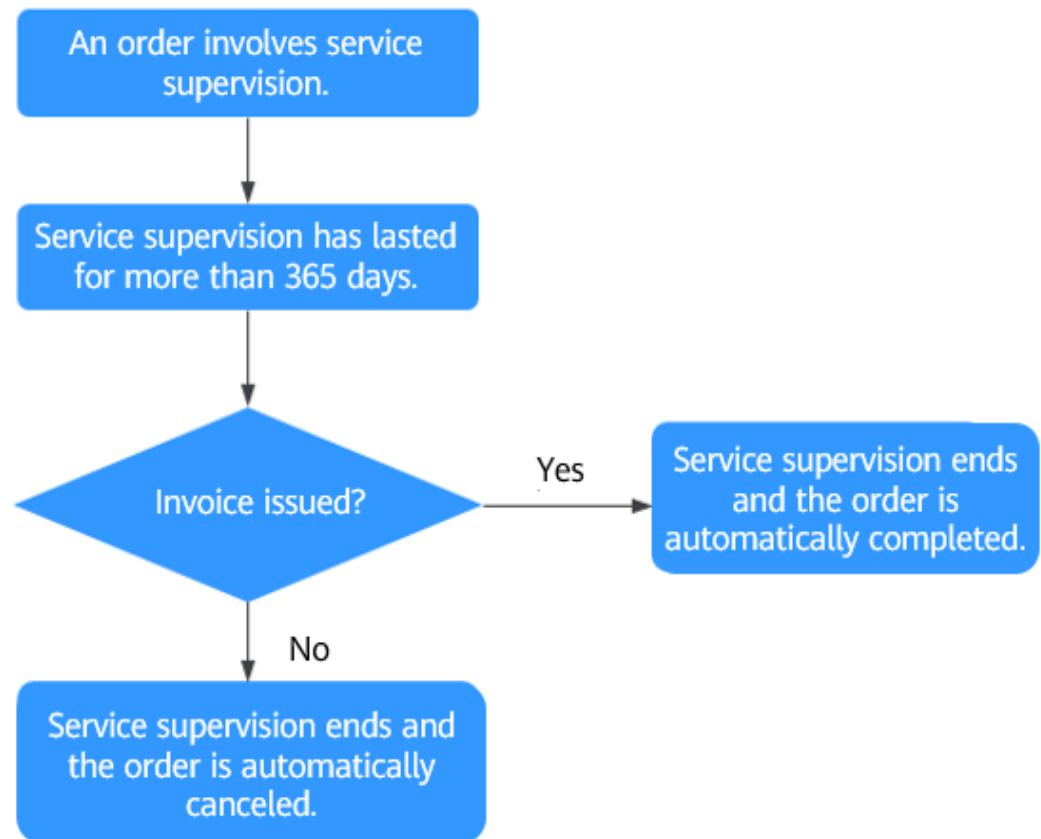 An order involves service
supervision.
Service supervision has lasted
for more than 365 days.
Invoice issued?
Yes
Service supervision ends
and the order is
automatically completed.
No
Service supervision ends and
the order is automatically
canceled.